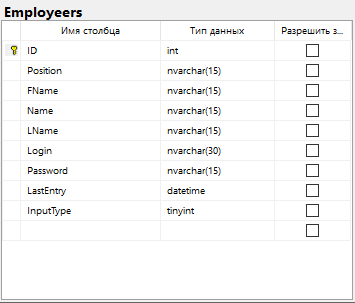 Employeers
Имя столбца Тип данных Разрешить з...
ID int
Position nvarchar(15)
FName nvarchar(15)
Name nvarchar(15)
LName nvarchar(15)
Login nvarchar(30)
Password nvarchar(15)
LastEntry datetime
InputType tinyint